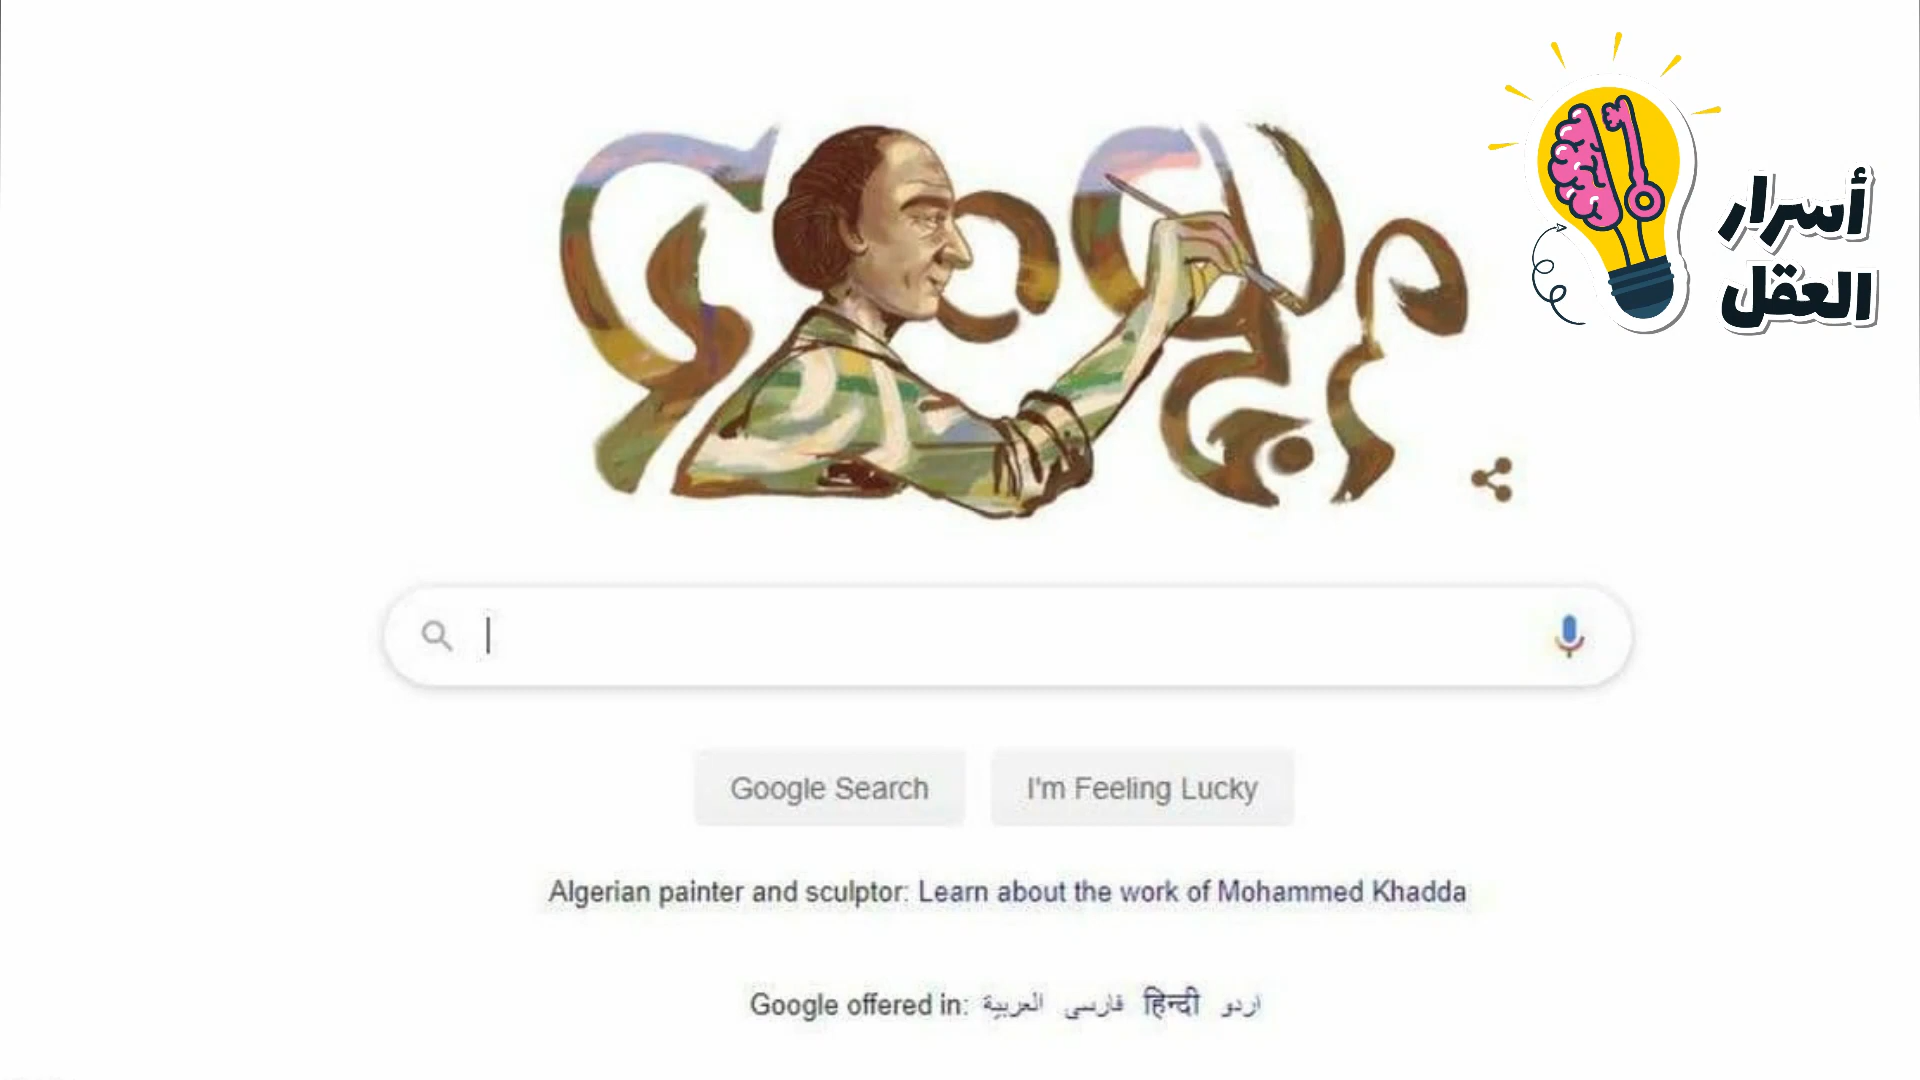 Google
أسرار
العقل
Google Search
I'm Feeling Lucky
Algerian painter and sculptor: Learn about the work of Mohammed Khadda
Google offered in: العربية فارسی हिन्दी اردو